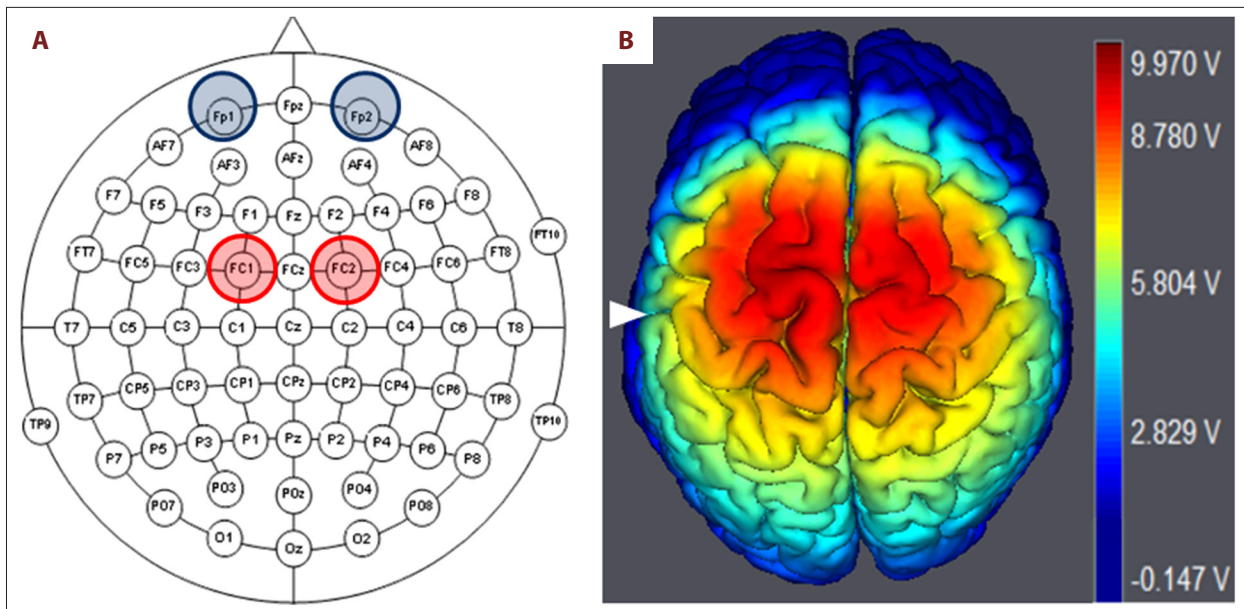 A
Fp1 Fpz Fp2
AF7 AF3 AFz AF4 AF8
F7 F5 F3 F1 Fz F2 F4 F6 F8
FT7 FC5 FC3 FC1 FCz FC2 FC4 FC6 FT8 FT10
T7 C5 C3 C1 Cz C2 C4 C6 T8
TP7 CP5 CP3 CP1 CPz CP2 CP4 CP6 TP8
TP9 TP10
P7 P5 P3 P1 Pz P2 P4 P6 P8
PO7 PO3 POz PO4 PO8
O1 Oz O2
B
9.970 V
8.780 V
5.804 V
2.829 V
-0.147 V